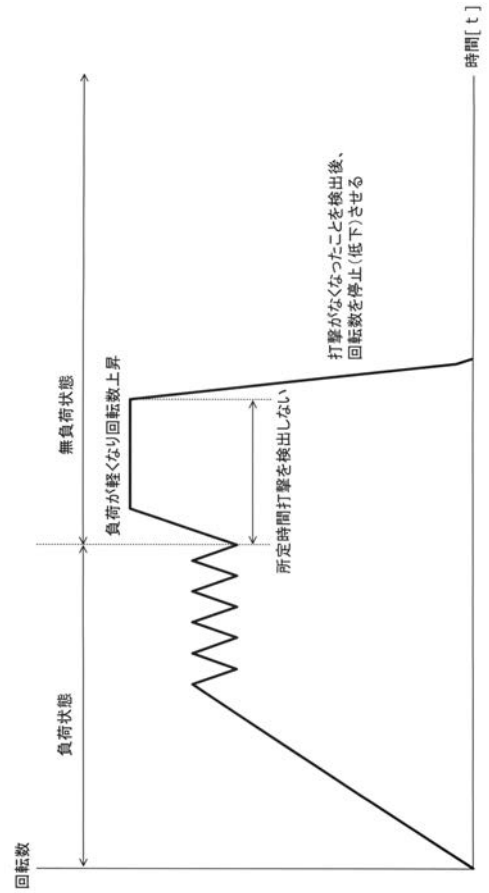 回転数
負荷状態
無負荷状態
負荷が軽くなり回転数上昇
所定時間打撃を検出しない
打撃がなくなったことを検出後、
回転数を停止(低下)させる
時間[t]